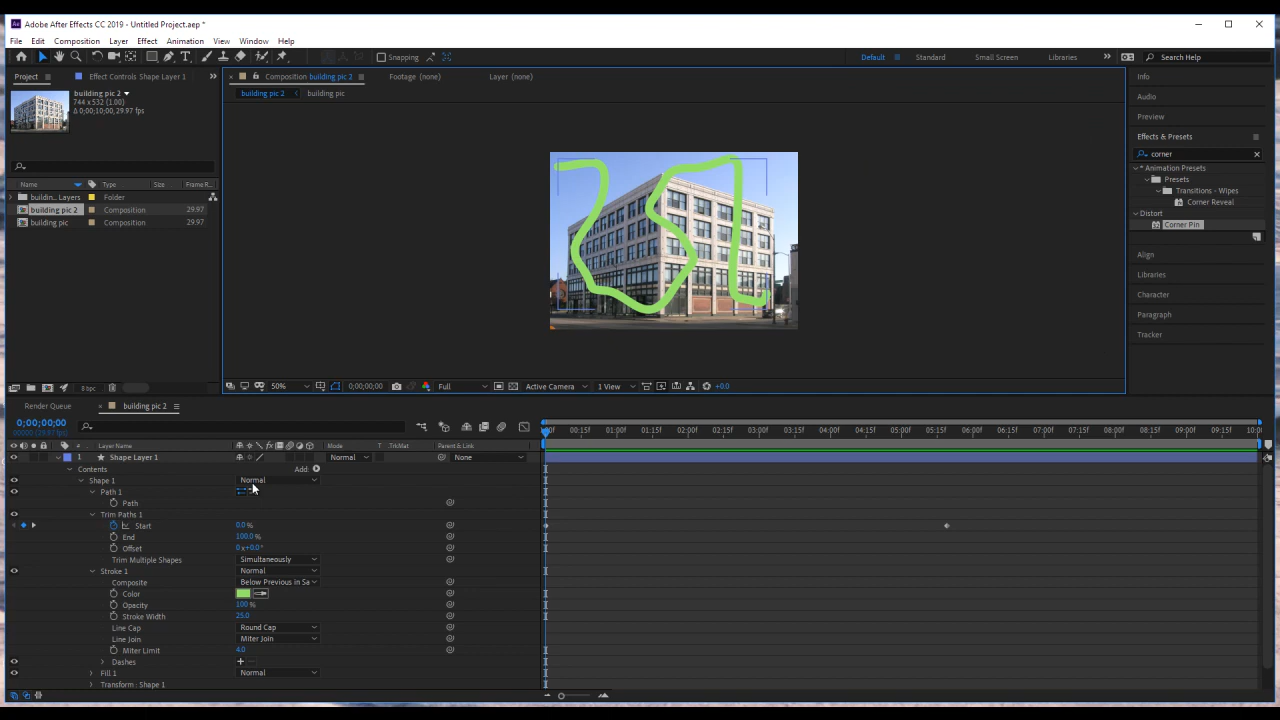 Adobe After Effects CC 2019 - Untitled Project.aep *
File Edit Composition Layer Effect Animation View Window Help
Snapping Default Standard Small Screen Libraries Search Help
Project Effect Controls Shape Layer 1
Composition building pic 2 Footage (none) Layer (none)
building pic 2 building pic
building pic 2
744 x 532 (1.00)
Δ 0;00;10;00, 29.97 fps
Name Type Size Frame R...
buildin.. Layers Folder
building pic 2 Composition 29.97
building pic Composition 29.97
8 bpc
50% 0;00;00;00 Full Active Camera 1 View +0.0
Info
Audio
Preview
Effects & Presets
corner
* Animation Presets
Presets
Transitions - Wipes
Corner Reveal
Distort
Corner Pin
Align
Libraries
Character
Paragraph
Tracker
Render Queue building pic 2
0;00;00;00
00000 (29.97 fps)
# Layer Name Mode T .TrkMat Parent & Link
:00f 00:15f 01:00f 01:15f 02:00f 02:15f 03:00f 03:15f 04:00f 04:15f 05:00f 05:15f 06:00f 06:15f 07:00f 07:15f 08:00f 08:15f 09:00f 09:15f 10:0
1 Shape Layer 1 Normal None
Contents Add:
Shape 1 Normal
Path 1
Path
Trim Paths 1
Start 0.0 %
End 100.0 %
Offset 0 x+0.0°
Trim Multiple Shapes Simultaneously
Stroke 1 Normal
Composite Below Previous in Sa
Color
Opacity 100 %
Stroke Width 25.0
Line Cap Round Cap
Line Join Miter Join
Miter Limit 4.0
Dashes + −
Fill 1 Normal
Transform : Shape 1